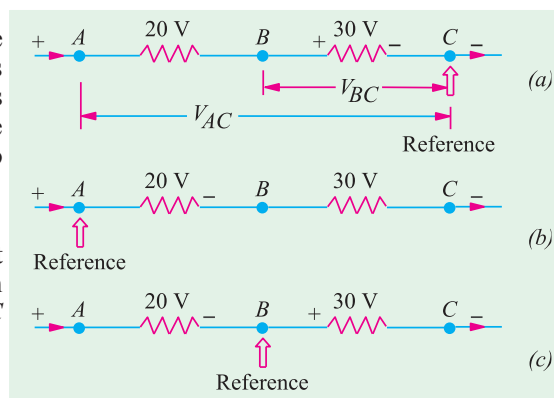 A 20 V B 30 V C
+ + – –
(a)
V_BC
V_AC
Reference
A 20 V B 30 V C
+ – –
(b)
Reference
A 20 V B 30 V C
+ – + –
(c)
Reference